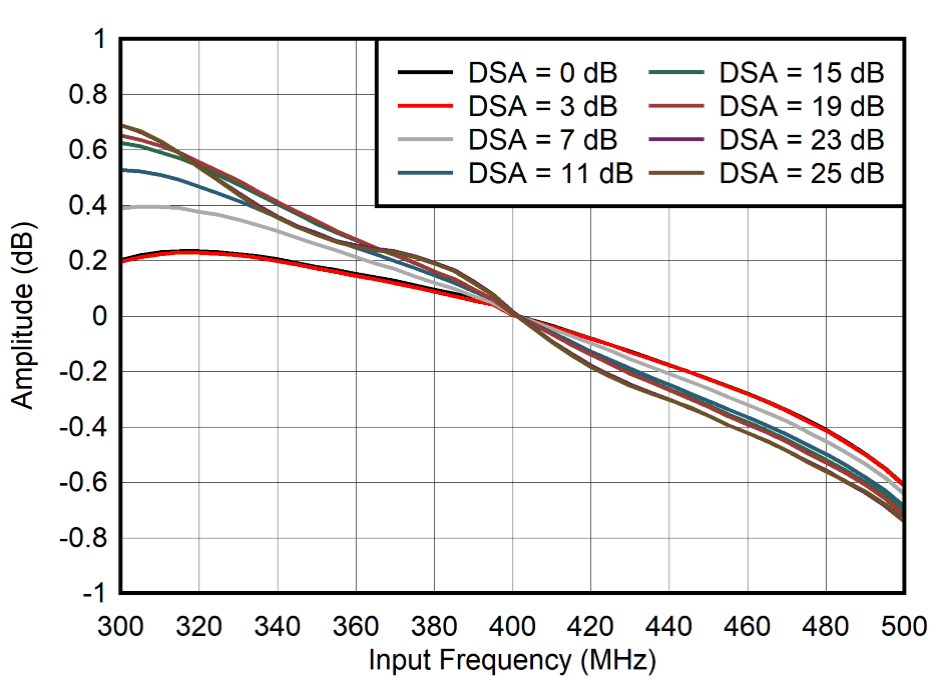 1
0.8
0.6
0.4
0.2
0
-0.2
-0.4
-0.6
-0.8
-1
Amplitude (dB)
DSA = 0 dB
DSA = 3 dB
DSA = 7 dB
DSA = 11 dB
DSA = 15 dB
DSA = 19 dB
DSA = 23 dB
DSA = 25 dB
300 320 340 360 380 400 420 440 460 480 500
Input Frequency (MHz)